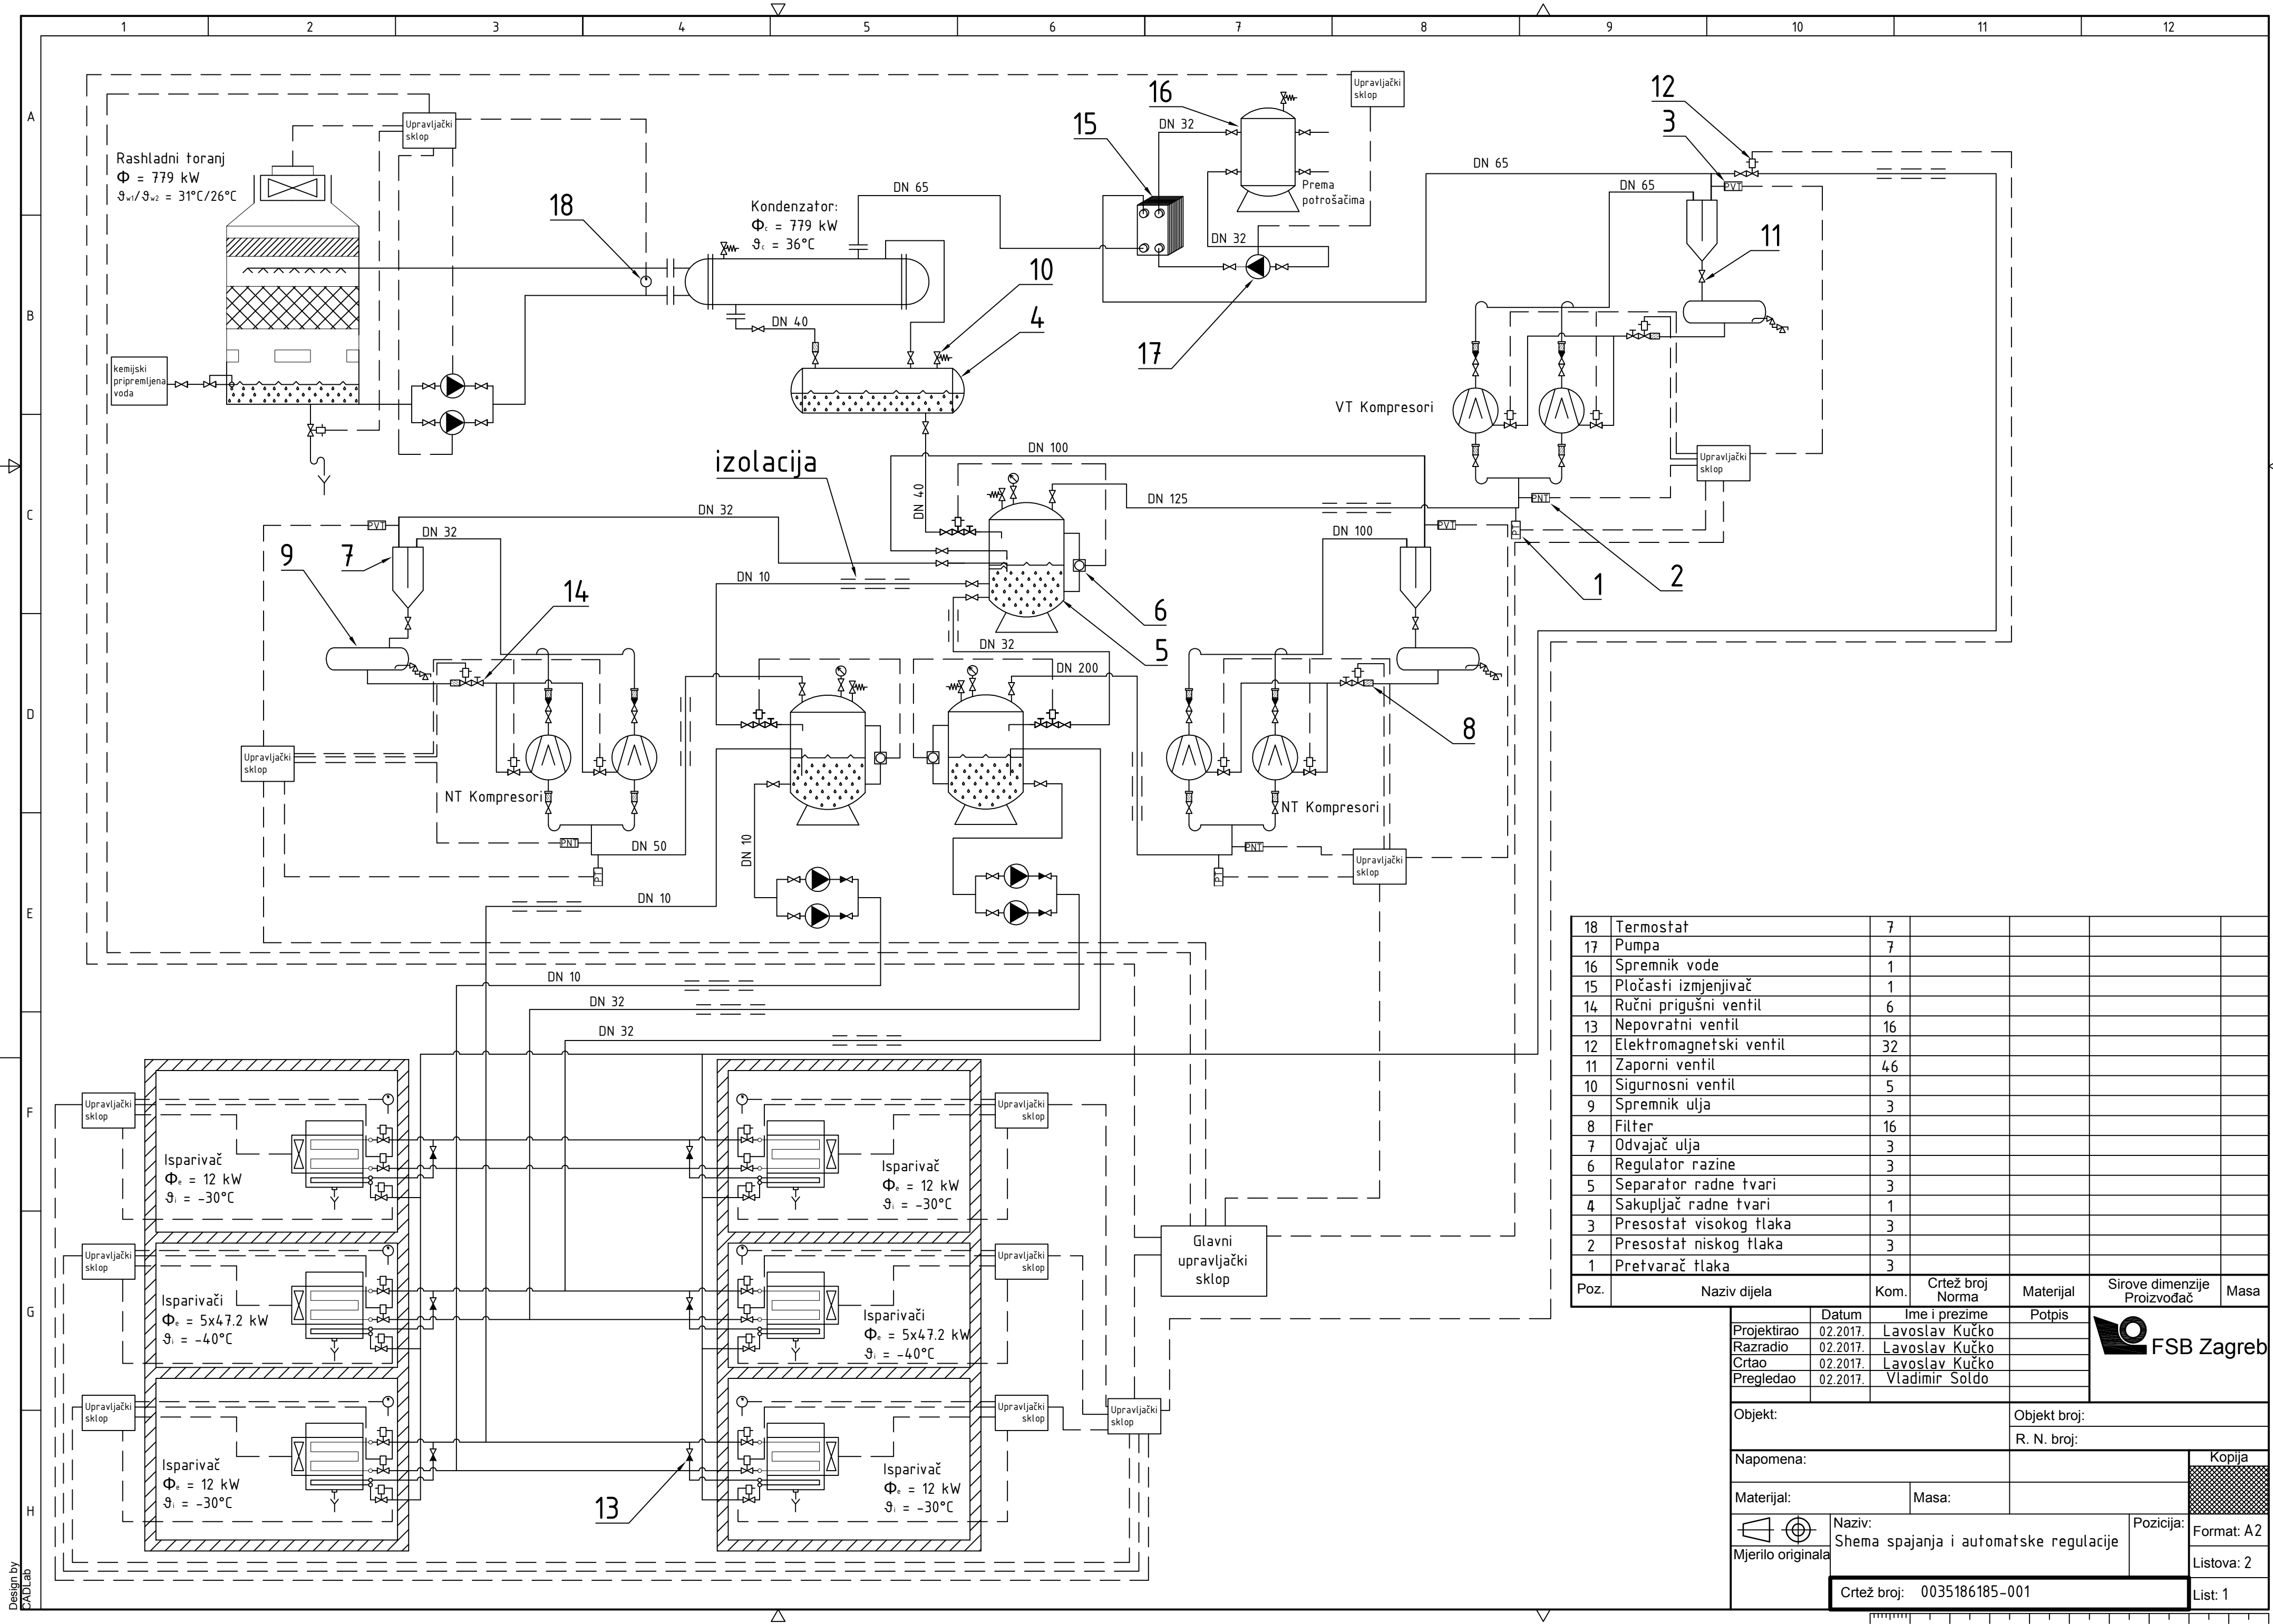 1 2 3 4 5 6 7 8 9 10 11 12
A
B
C
D
E
F
G
H
Rashladni toranj
Φ = 779 kW
ϑw1/ϑw2 = 31°C/26°C
Upravljački
sklop
kemijski
pripremljena
voda
18
Kondenzator:
Φc = 779 kW
ϑc = 36°C
DN 65
DN 40
10
4
15
16
DN 32
DN 32
Prema
potrošačima
17
Upravljački
sklop
12
3
DN 65
DN 65
PVT
11
VT Kompresori
Upravljački
sklop
PNT
PT
1
2
izolacija
DN 100
DN 40
DN 125
DN 32
PVT
DN 32
9
7
14
DN 10
6
5
DN 32
DN 200
PVT
DN 100
8
Upravljački
sklop
NT Kompresori
PNT
PT
DN 50
DN 10
NT Kompresori
PNT
PT
Upravljački
sklop
DN 10
DN 10
DN 32
DN 32
Upravljački
sklop
Isparivač
Φe = 12 kW
ϑi = -30°C
Isparivač
Φe = 12 kW
ϑi = -30°C
Upravljački
sklop
Upravljački
sklop
Isparivači
Φe = 5x47.2 kW
ϑi = -40°C
Isparivači
Φe = 5x47.2 kW
ϑi = -40°C
Upravljački
sklop
Upravljački
sklop
Isparivač
Φe = 12 kW
ϑi = -30°C
13
Isparivač
Φe = 12 kW
ϑi = -30°C
Upravljački
sklop
Upravljački
sklop
Glavni
upravljački
sklop
18 Termostat 7
17 Pumpa 7
16 Spremnik vode 1
15 Pločasti izmjenjivač 1
14 Ručni prigušni ventil 6
13 Nepovratni ventil 16
12 Elektromagnetski ventil 32
11 Zaporni ventil 46
10 Sigurnosni ventil 5
9 Spremnik ulja 3
8 Filter 16
7 Odvajač ulja 3
6 Regulator razine 3
5 Separator radne tvari 3
4 Sakupljač radne tvari 1
3 Presostat visokog tlaka 3
2 Presostat niskog tlaka 3
1 Pretvarač tlaka 3
Poz. Naziv dijela Kom. Crtež broj Norma Materijal Sirove dimenzije Proizvođač Masa
Datum Ime i prezime Potpis
Projektirao 02.2017. Lavoslav Kučko
Razradio 02.2017. Lavoslav Kučko
Crtao 02.2017. Lavoslav Kučko
Pregledao 02.2017. Vladimir Soldo
FSB Zagreb
Objekt: Objekt broj:
R. N. broj:
Napomena: Kopija
Materijal: Masa:
Naziv: Pozicija: Format: A2
Shema spajanja i automatske regulacije
Mjerilo originala Listova: 2
Crtež broj: 0035186185-001 List: 1
Design by
CADLab